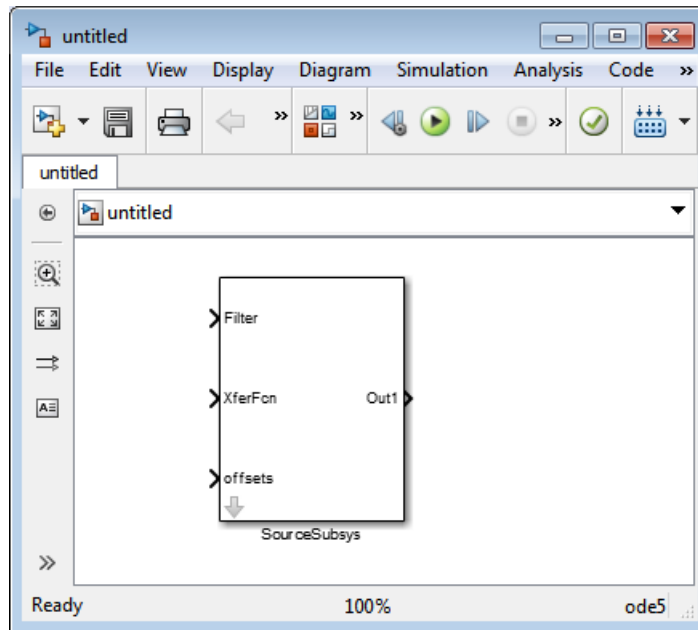 untitled
File Edit View Display Diagram Simulation Analysis Code »
» »  »
untitled
untitled
Filter
XferFcn Out1
offsets
SourceSubsys
»
Ready 100% ode5